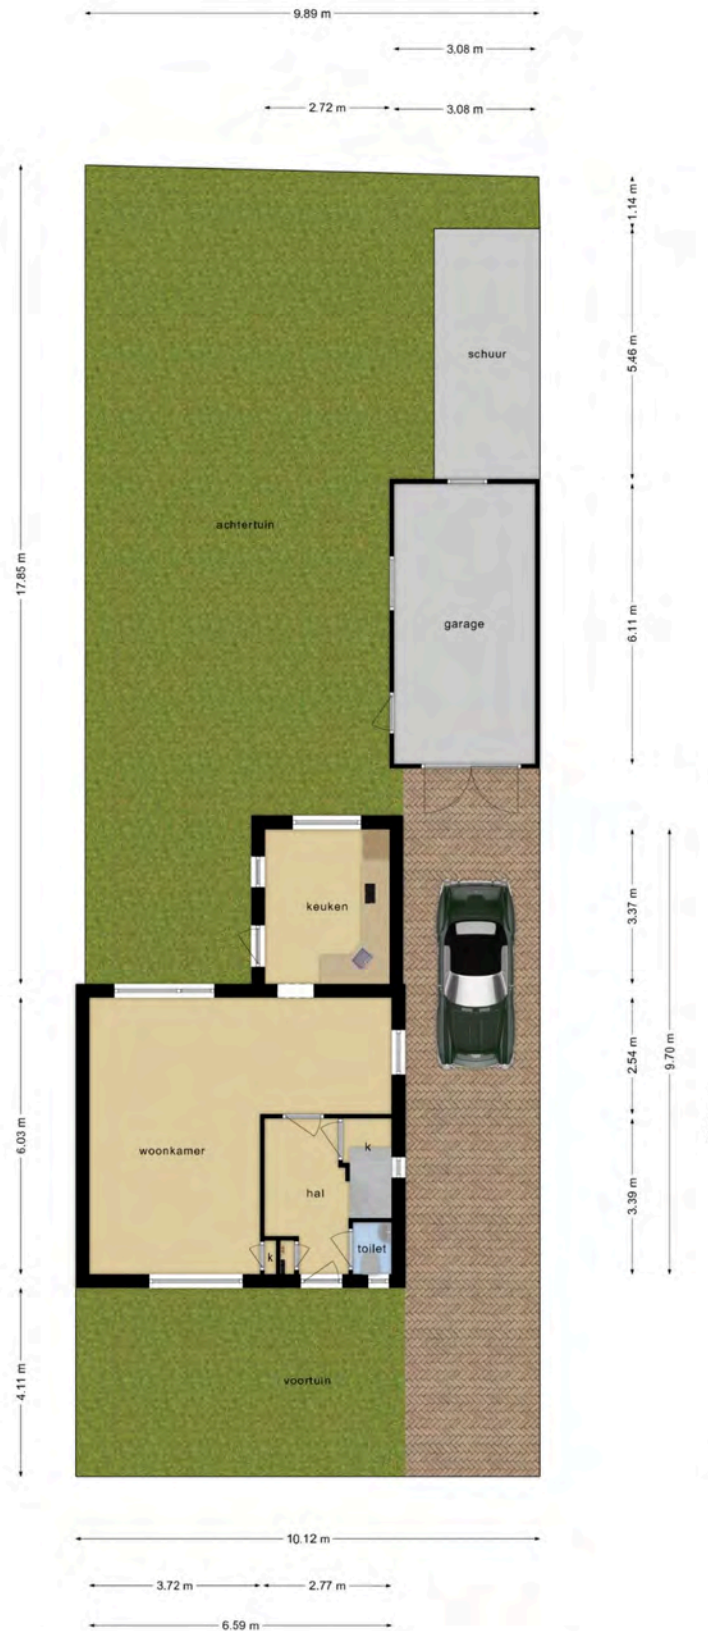 9.89 m
3.08 m
2.72 m
3.08 m
1.14 m
5.46 m
schuur
achtertuin
17.85 m
garage
6.11 m
keuken
3.37 m
2.54 m
9.70 m
woonkamer
k
6.03 m
hal
3.39 m
toilet
k
voortuin
4.11 m
10.12 m
3.72 m
2.77 m
6.59 m